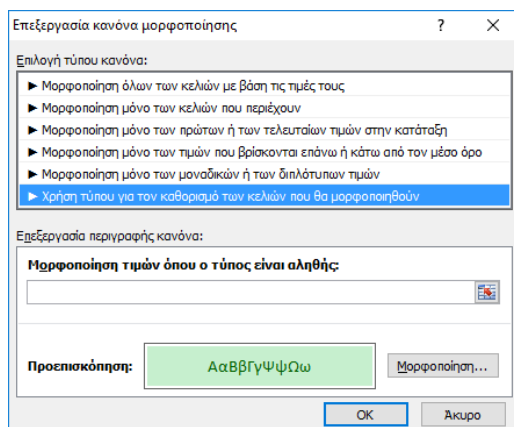 Επεξεργασία κανόνα μορφοποίησης ? ×
Επιλογή τύπου κανόνα:
► Μορφοποίηση όλων των κελιών με βάση τις τιμές τους
► Μορφοποίηση μόνο των κελιών που περιέχουν
► Μορφοποίηση μόνο των πρώτων ή των τελευταίων τιμών στην κατάταξη
► Μορφοποίηση μόνο των τιμών που βρίσκονται επάνω ή κάτω από τον μέσο όρο
► Μορφοποίηση μόνο των μοναδικών ή των διπλότυπων τιμών
► Χρήση τύπου για τον καθορισμό των κελιών που θα μορφοποιηθούν
Επεξεργασία περιγραφής κανόνα:
Μορφοποίηση τιμών όπου ο τύπος είναι αληθής:
Προεπισκόπηση: ΑαΒβΓγΨψΩω Μορφοποίηση...
OK Άκυρο